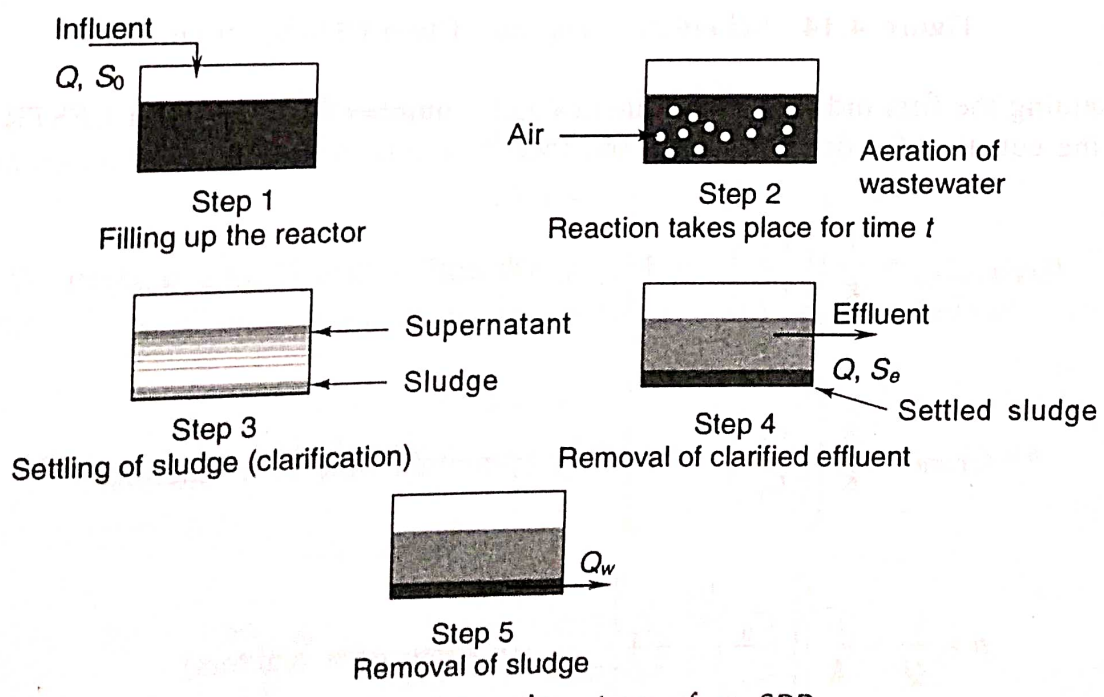 Influent
Q, S₀
Step 1
Filling up the reactor
Air
Aeration of
wastewater
Step 2
Reaction takes place for time t
Supernatant
Sludge
Step 3
Settling of sludge (clarification)
Effluent
Q, Sₑ
Settled sludge
Step 4
Removal of clarified effluent
Q_w
Step 5
Removal of sludge